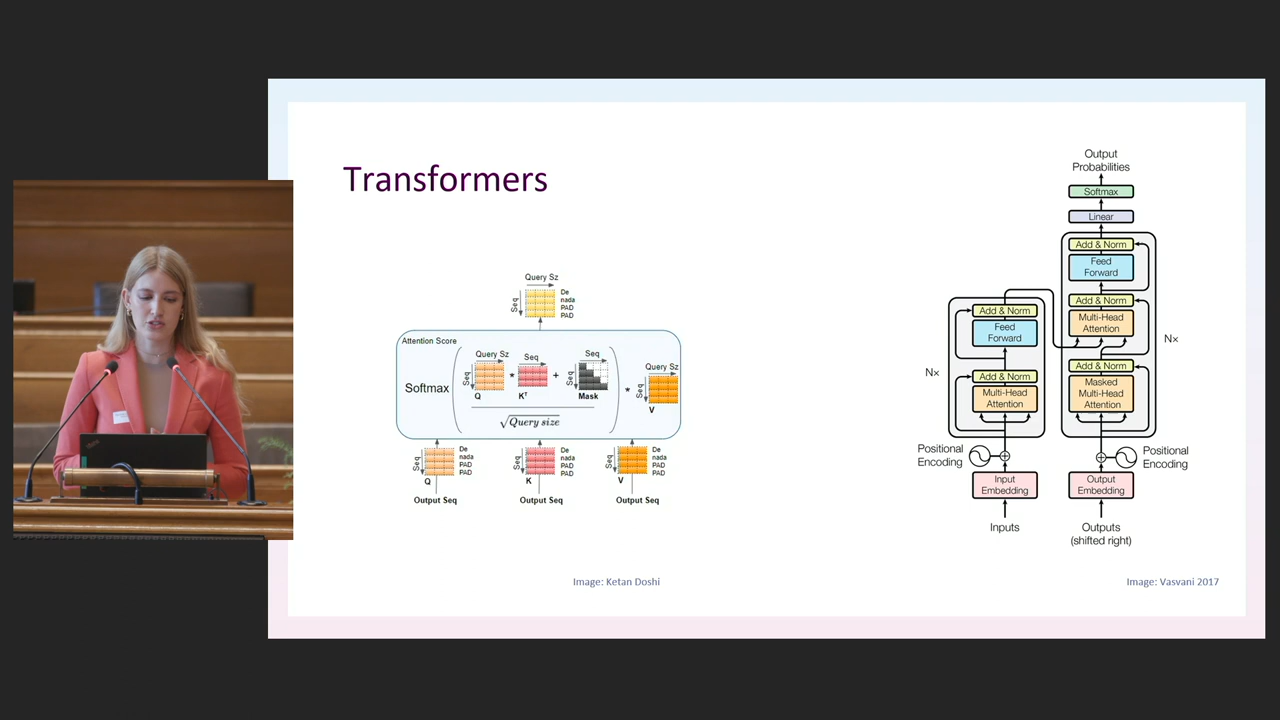 Transformers
Query Sz
Seq
De
nada
PAD
PAD
Attention Score
Softmax
Query Sz
Seq
Q
*
Seq
Kᵀ
+
Seq
Mask
√Query size
*
Query Sz
Seq
V
Seq
Q
De
nada
PAD
PAD
Output Seq
Seq
K
De
nada
PAD
PAD
Output Seq
Seq
V
De
nada
PAD
PAD
Output Seq
Image: Ketan Doshi
Output
Probabilities
Softmax
Linear
Add & Norm
Feed
Forward
Add & Norm
Multi-Head
Attention
Add & Norm
Masked
Multi-Head
Attention
Nx
Add & Norm
Feed
Forward
Add & Norm
Multi-Head
Attention
Nx
Positional
Encoding
Positional
Encoding
Input
Embedding
Output
Embedding
Inputs
Outputs
(shifted right)
Image: Vasvani 2017